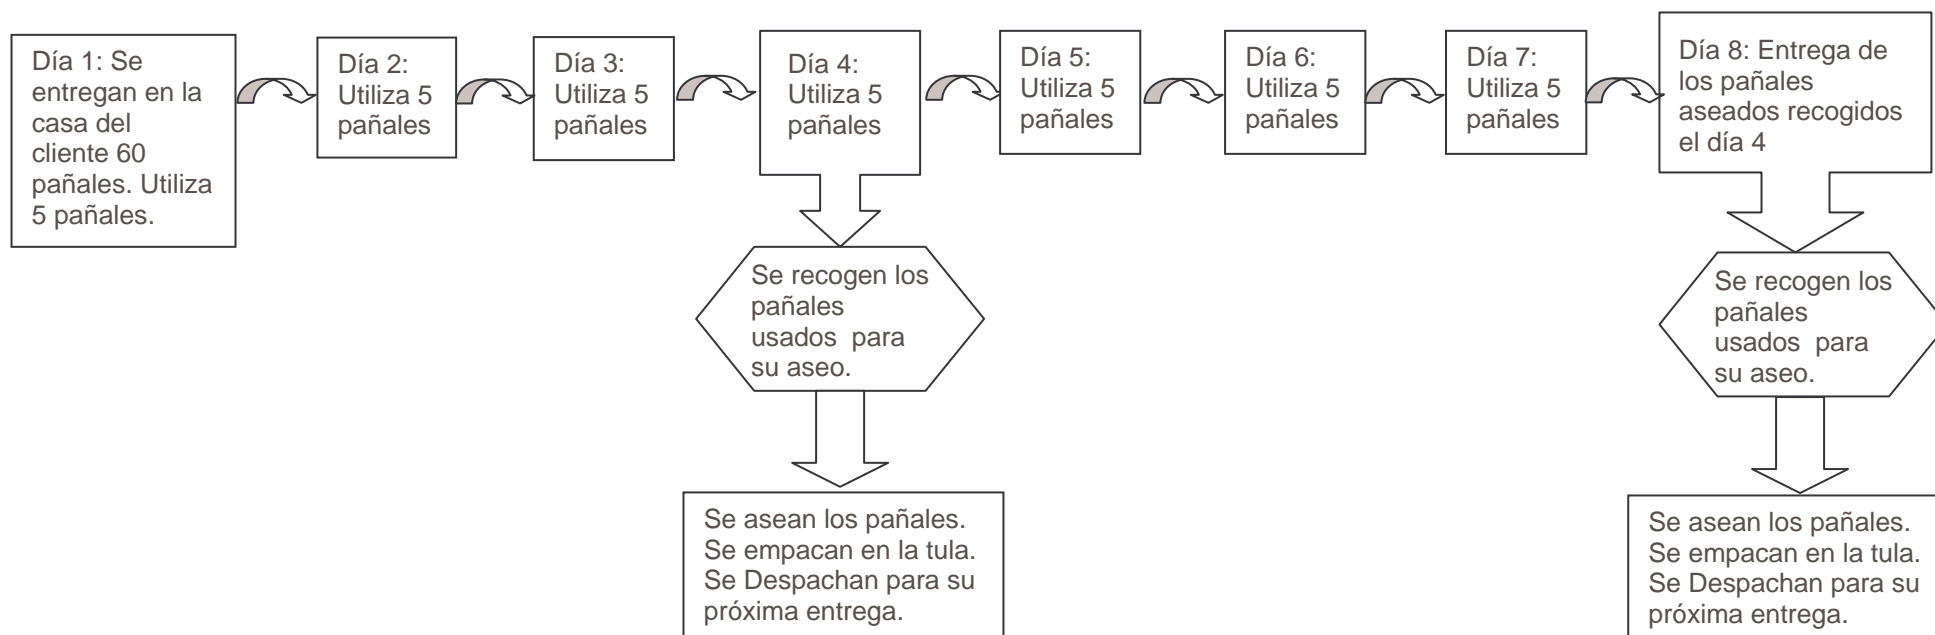 Día 1: Se
entregan en la
casa del
cliente 60
pañales. Utiliza
5 pañales.
Día 2:
Utiliza 5
pañales
Día 3:
Utiliza 5
pañales
Día 4:
Utiliza 5
pañales
Día 5:
Utiliza 5
pañales
Día 6:
Utiliza 5
pañales
Día 7:
Utiliza 5
pañales
Día 8: Entrega de
los pañales
aseados recogidos
el día 4
Se recogen los
pañales
usados para
su aseo.
Se recogen los
pañales
usados para
su aseo.
Se asean los pañales.
Se empacan en la tula.
Se Despachan para su
próxima entrega.
Se asean los pañales.
Se empacan en la tula.
Se Despachan para su
próxima entrega.